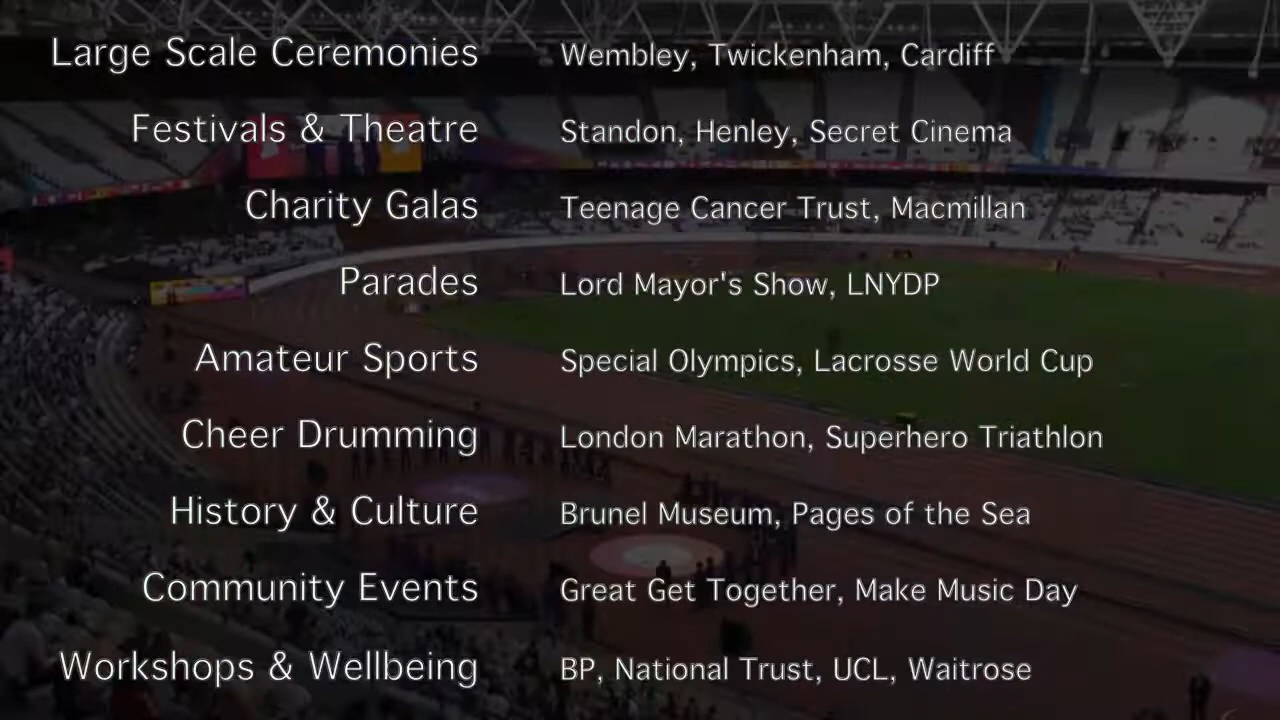 Large Scale Ceremonies Wembley, Twickenham, Cardiff
Festivals & Theatre Standon, Henley, Secret Cinema
Charity Galas Teenage Cancer Trust, Macmillan
Parades Lord Mayor's Show, LNYDP
Amateur Sports Special Olympics, Lacrosse World Cup
Cheer Drumming London Marathon, Superhero Triathlon
History & Culture Brunel Museum, Pages of the Sea
Community Events Great Get Together, Make Music Day
Workshops & Wellbeing BP, National Trust, UCL, Waitrose